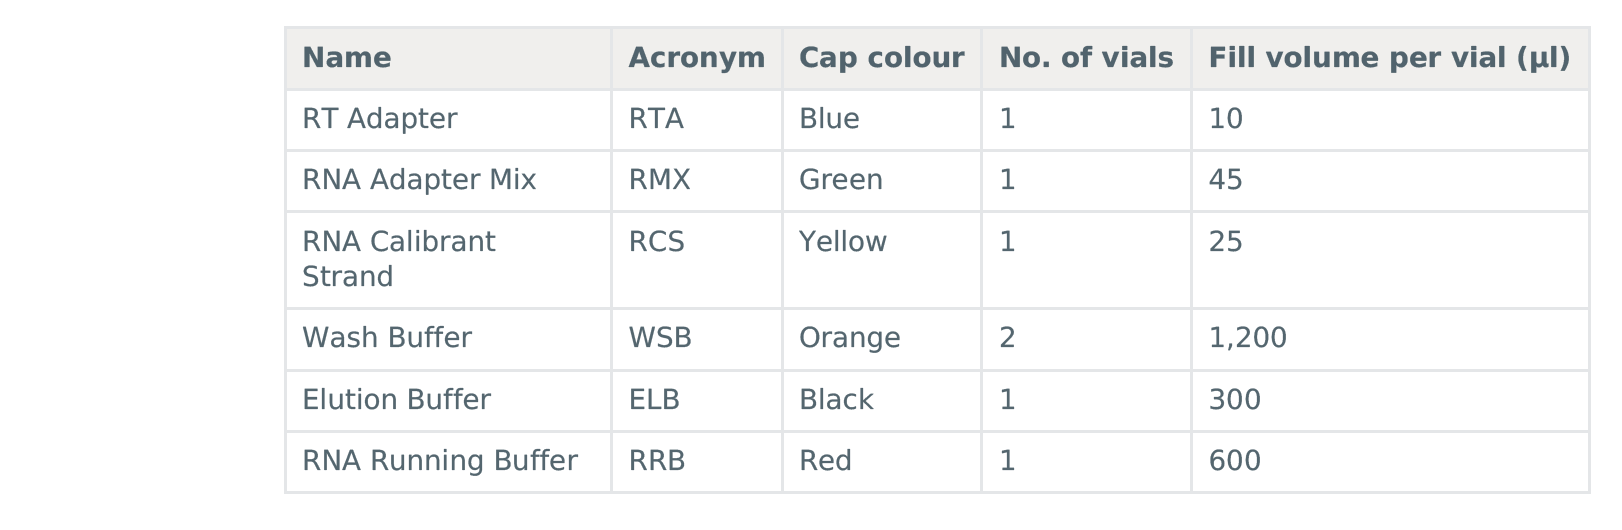 Name Acronym Cap colour No. of vials Fill volume per vial (µl)
RT Adapter RTA Blue 1 10
RNA Adapter Mix RMX Green 1 45
RNA Calibrant RCS Yellow 1 25
Strand
Wash Buffer WSB Orange 2 1,200
Elution Buffer ELB Black 1 300
RNA Running Buffer RRB Red 1 600